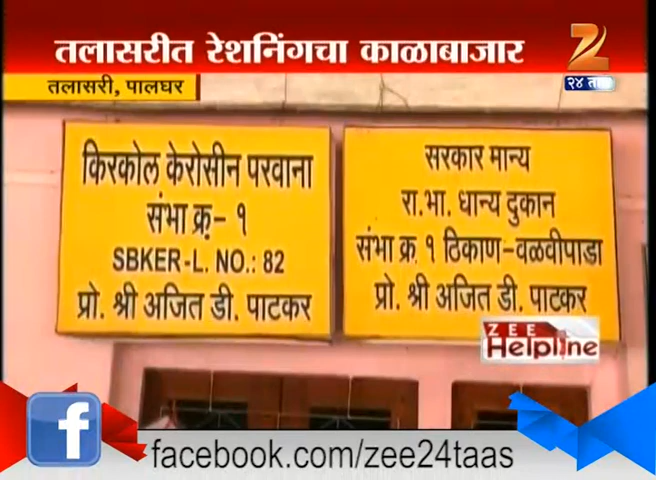 तलासरीत रेशनिंगचा काळाबाजार
२४ तास
तलासरी, पालघर
किरकोल केरोसीन परवाना
संभा क्र.- १
SBKER-L. NO.: 82
प्रो. श्री अजित डी. पाटकर
सरकार मान्य
रा.भा. धान्य दुकान
संभा क्र. १ ठिकाण-वळवीपाडा
प्रो. श्री अजित डी. पाटकर
ZEE
Helpline
f
facebook.com/zee24taas